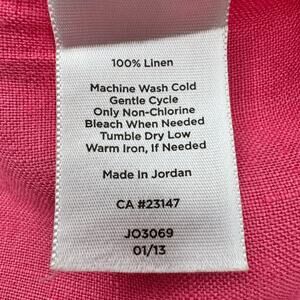 100% Linen
Machine Wash Cold
Gentle Cycle
Only Non-Chlorine
Bleach When Needed
Tumble Dry Low
Warm Iron, If Needed
Made in Jordan
CA #23147
JO3069
01/13